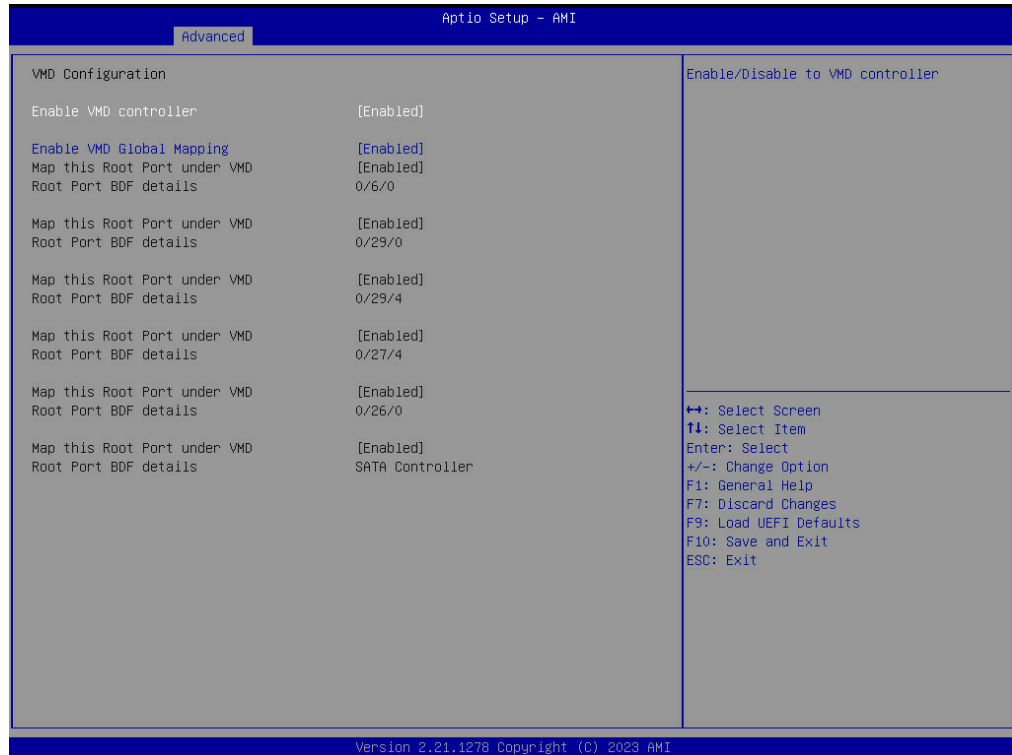 Aptio Setup – AMI
Advanced
VMD Configuration
Enable VMD controller [Enabled]
Enable VMD Global Mapping [Enabled]
Map this Root Port under VMD [Enabled]
Root Port BDF details 0/6/0
Map this Root Port under VMD [Enabled]
Root Port BDF details 0/29/0
Map this Root Port under VMD [Enabled]
Root Port BDF details 0/29/4
Map this Root Port under VMD [Enabled]
Root Port BDF details 0/27/4
Map this Root Port under VMD [Enabled]
Root Port BDF details 0/26/0
Map this Root Port under VMD [Enabled]
Root Port BDF details SATA Controller
Enable/Disable to VMD controller
↔: Select Screen
↑↓: Select Item
Enter: Select
+/-: Change Option
F1: General Help
F7: Discard Changes
F9: Load UEFI Defaults
F10: Save and Exit
ESC: Exit
Version 2.21.1278 Copyright (C) 2023 AMI